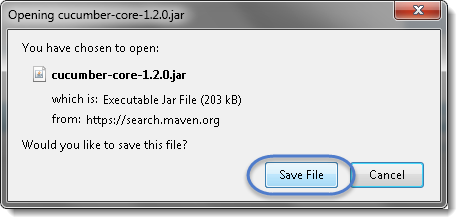 Opening cucumber-core-1.2.0.jar
You have chosen to open:
cucumber-core-1.2.0.jar
which is: Executable Jar File (203 kB)
from: https://search.maven.org
Would you like to save this file?
Save File Cancel